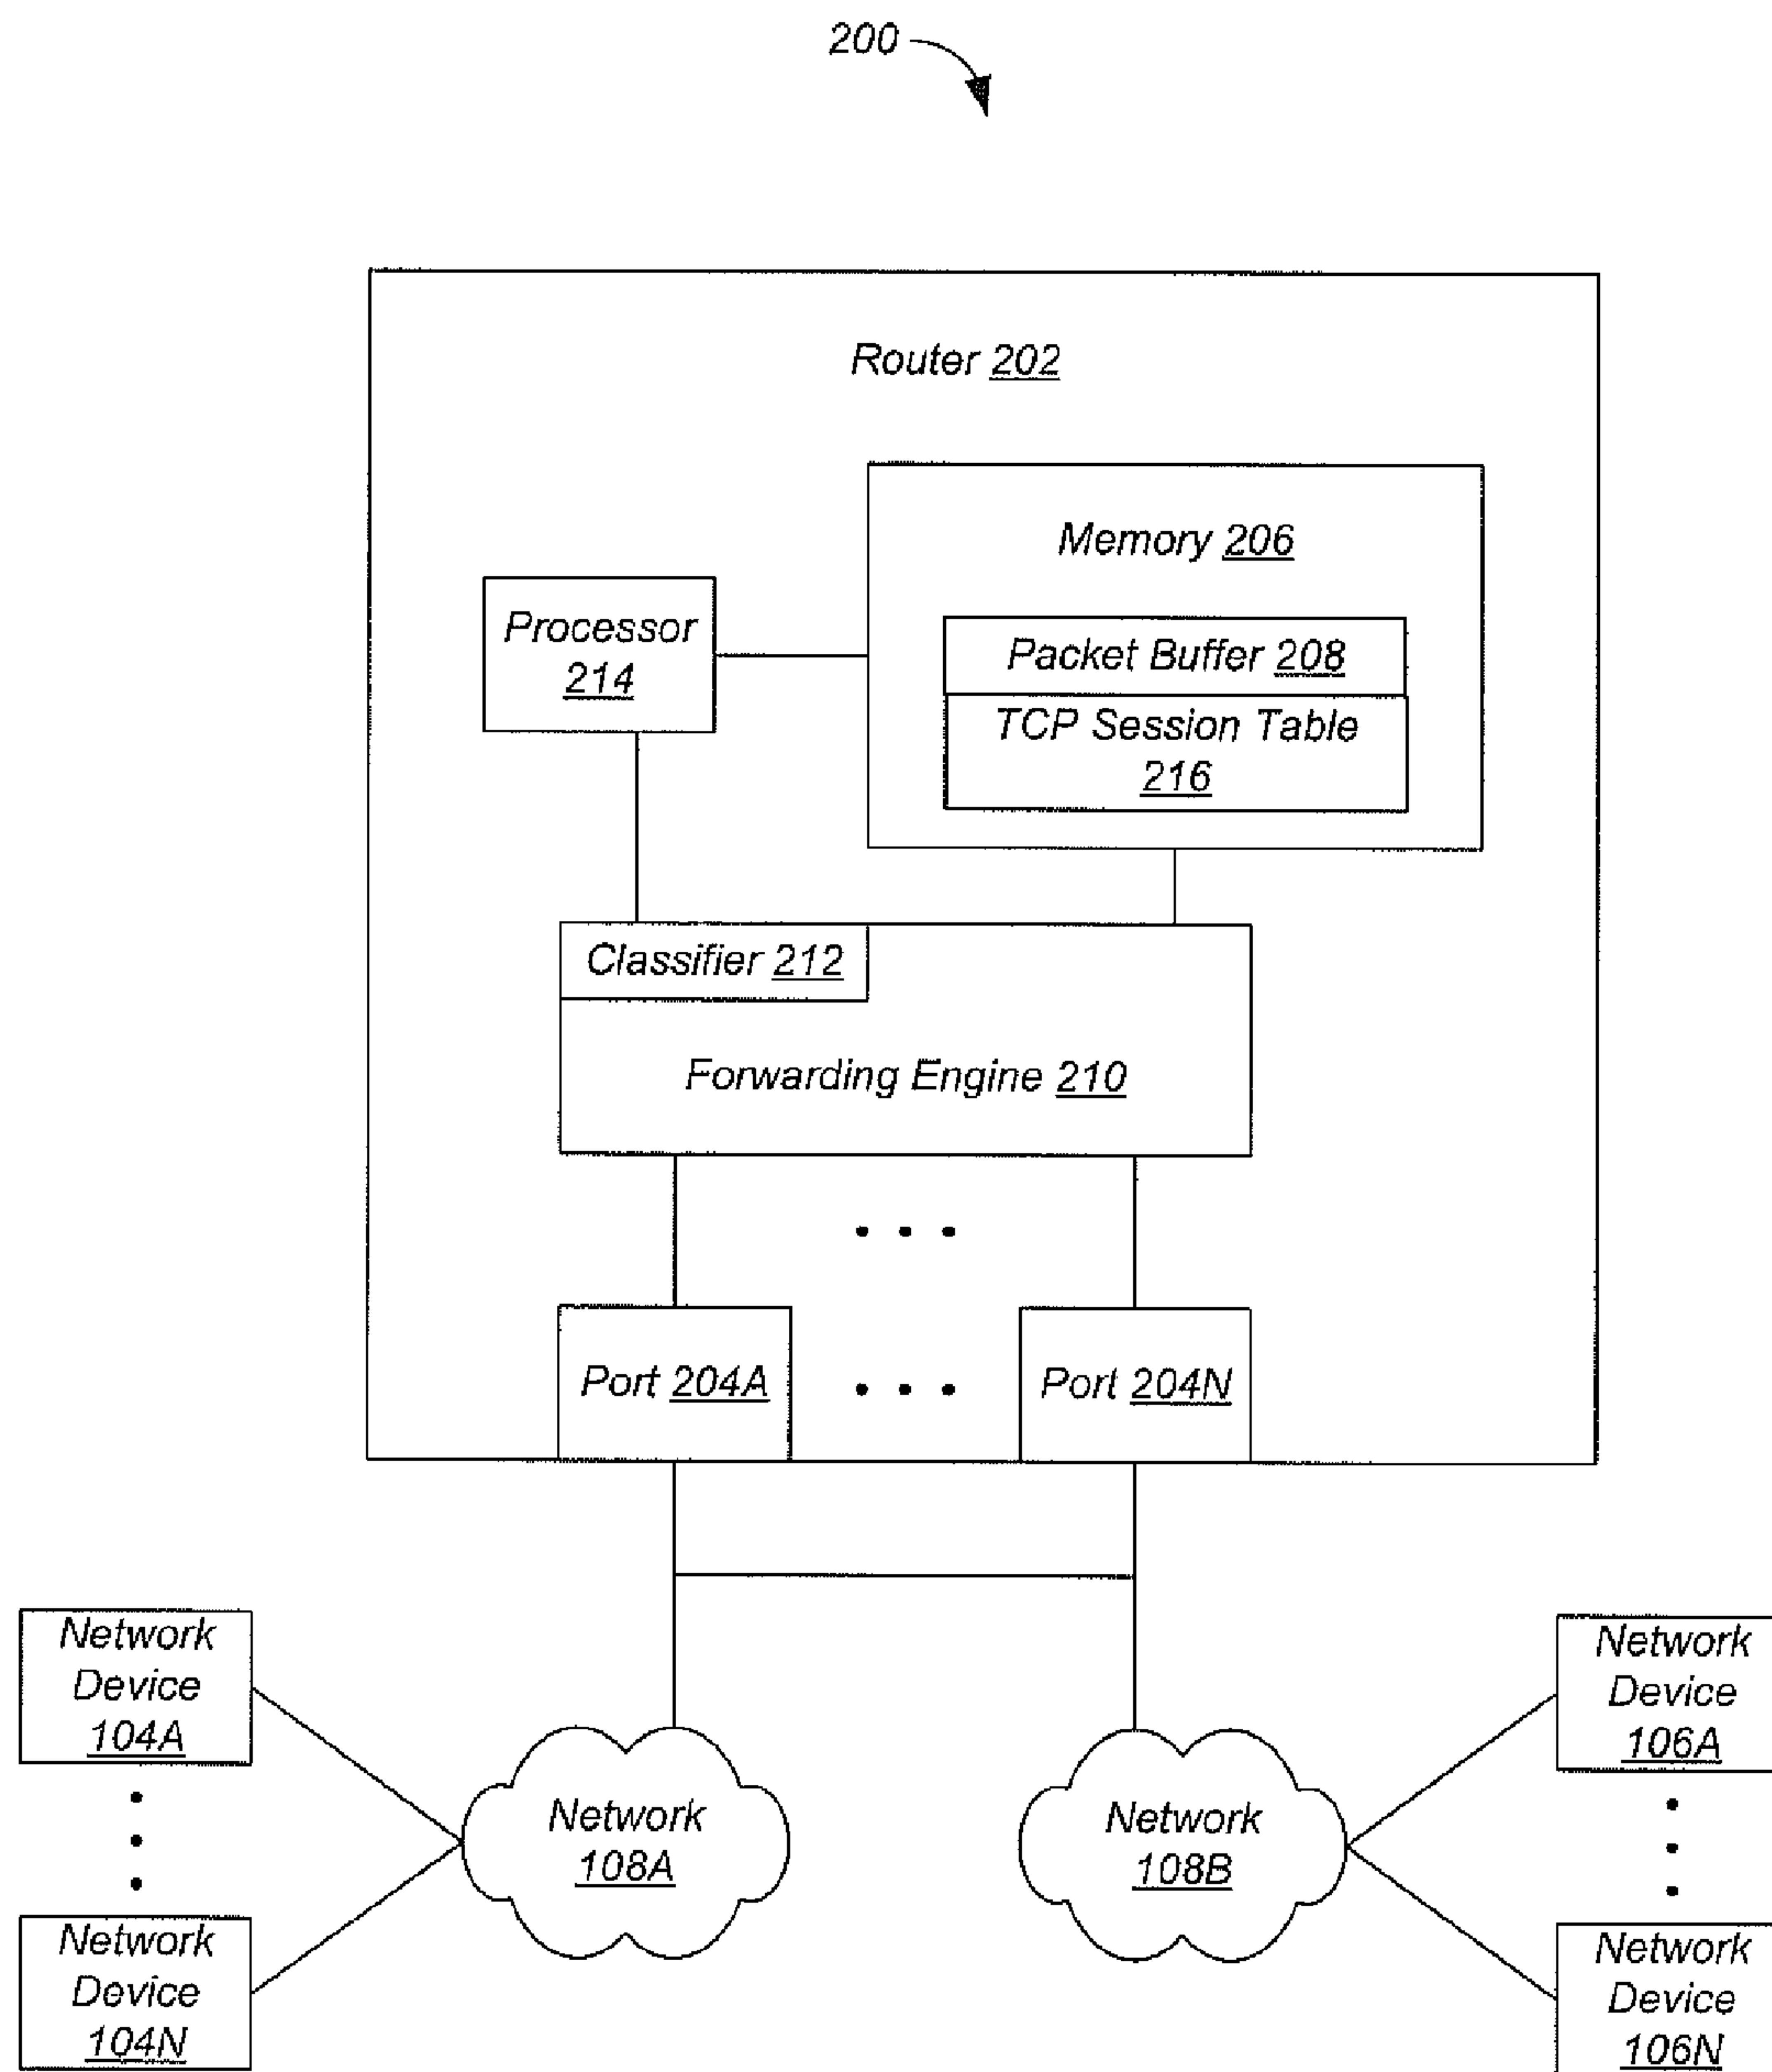 200
Router 202
Memory 206
Processor
214
Packet Buffer 208
TCP Session Table
216
Classifier 212
Forwarding Engine 210
Port 204A
Port 204N
Network
Device
104A
Network
Device
106A
Network
108A
Network
108B
Network
Device
104N
Network
Device
106N